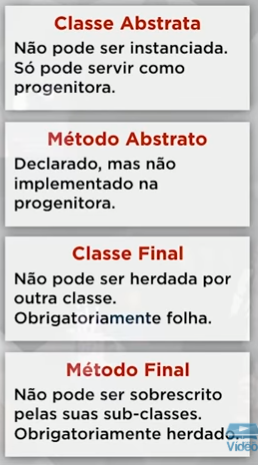 Classe Abstrata
Não pode ser instanciada.
Só pode servir como
progenitora.
Método Abstrato
Declarado, mas não
implementado na
progenitora.
Classe Final
Não pode ser herdada por
outra classe.
Obrigatoriamente folha.
Método Final
Não pode ser sobrescrito
pelas suas sub-classes.
Obrigatoriamente herdado.
Vídeo